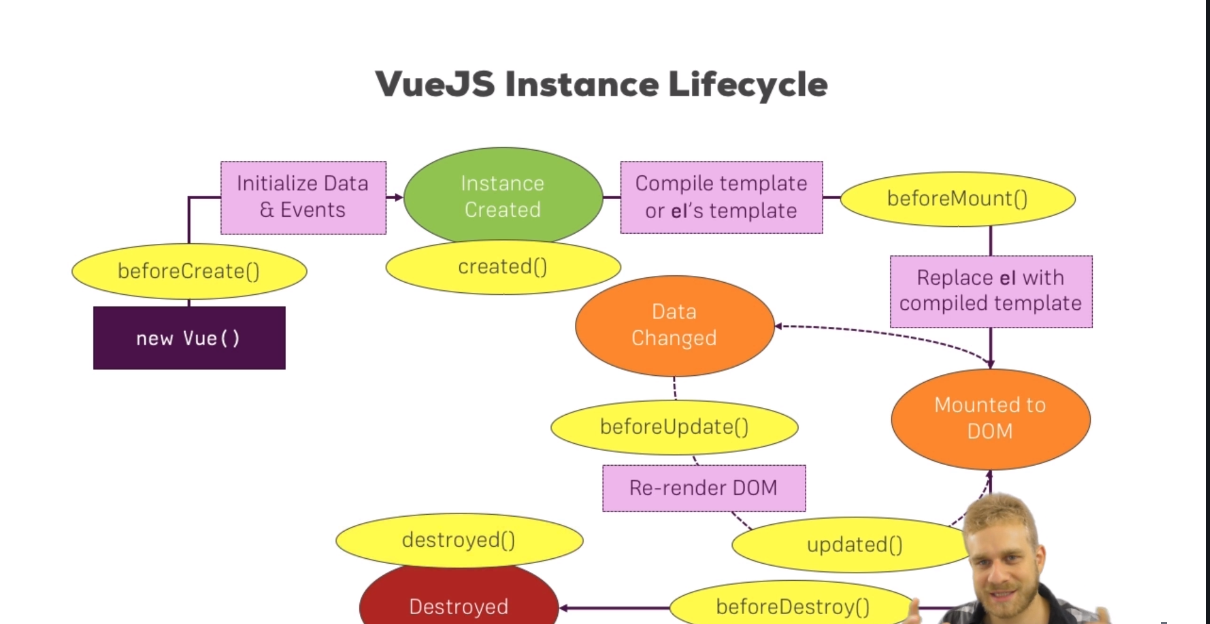 VueJS Instance Lifecycle
Initialize Data
& Events
Instance
Created
Compile template
or el's template
beforeMount()
beforeCreate()
created()
new Vue()
Replace el with
compiled template
Data
Changed
Mounted to
DOM
beforeUpdate()
Re-render DOM
updated()
destroyed()
Destroyed
beforeDestroy()